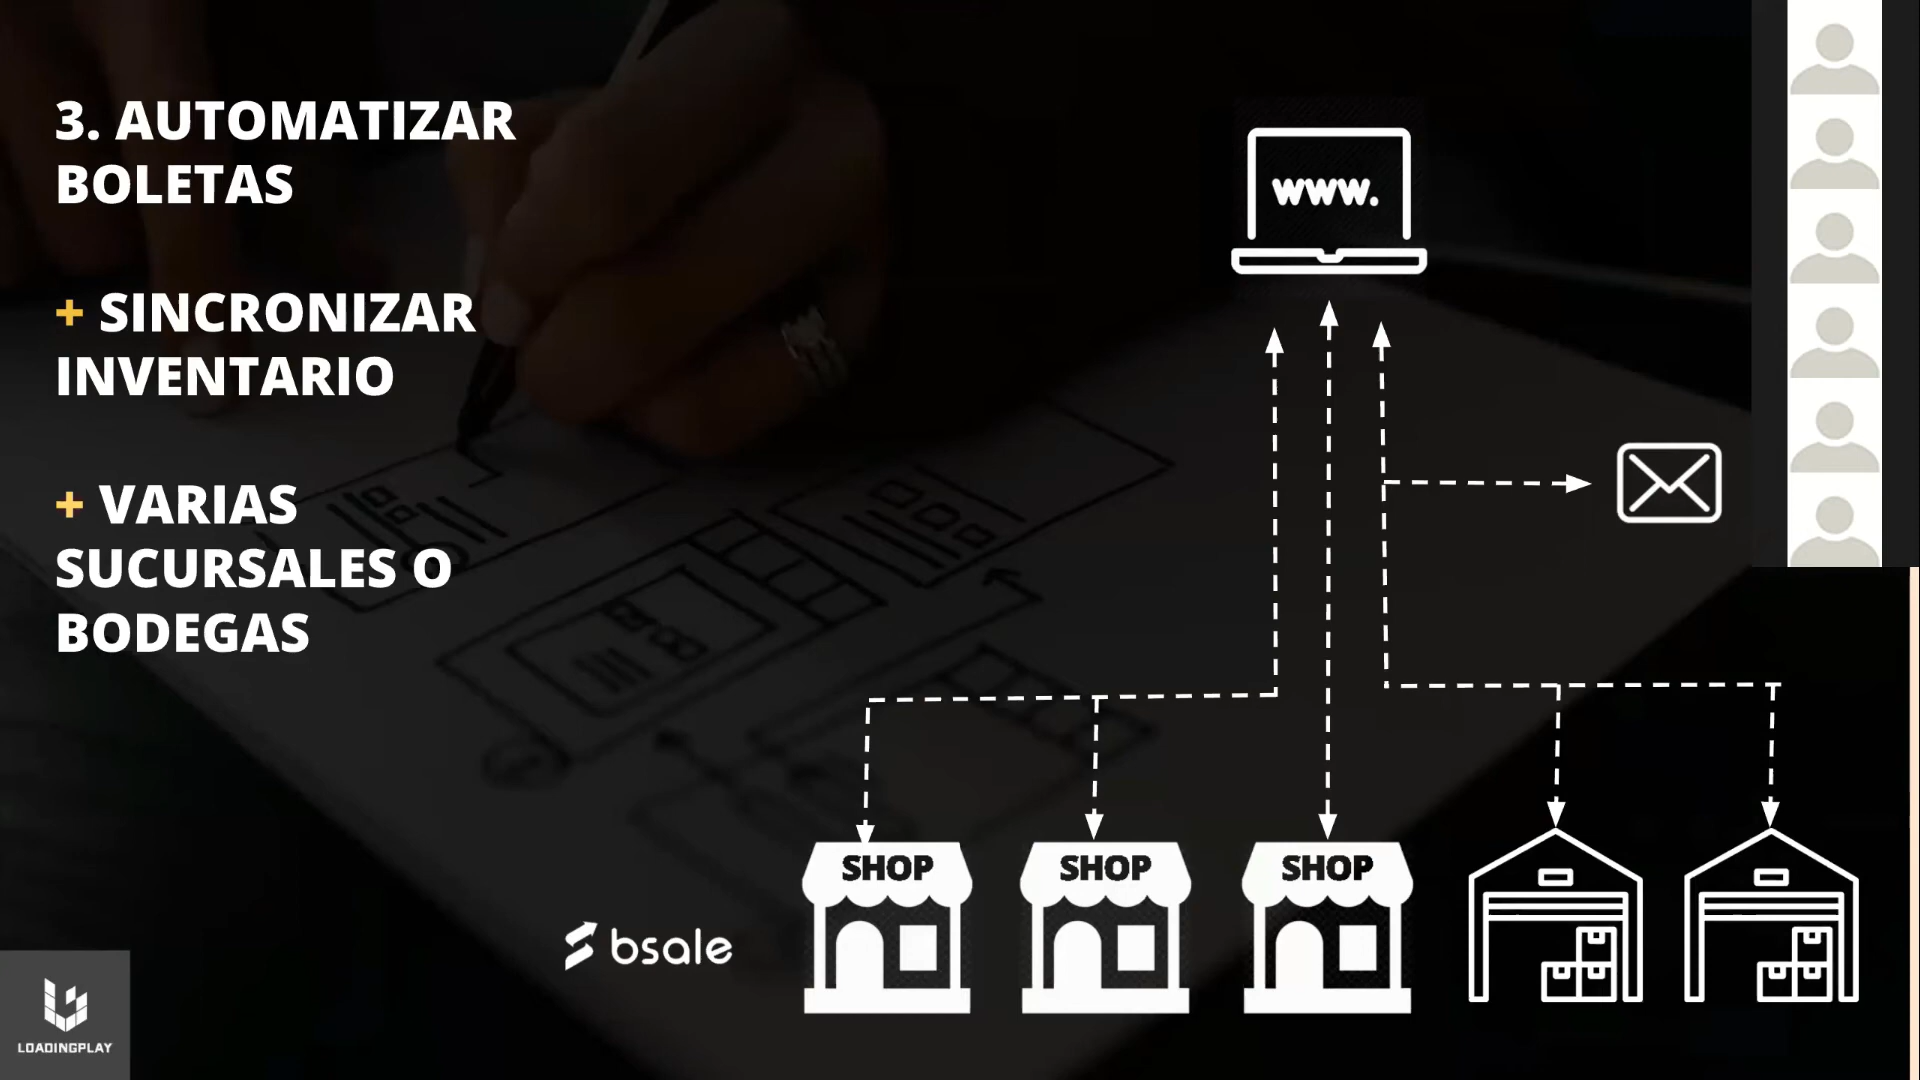 3. AUTOMATIZAR
BOLETAS
+ SINCRONIZAR
INVENTARIO
+ VARIAS
SUCURSALES O
BODEGAS
www.
SHOP
SHOP
SHOP
bsale
LOADINGPLAY